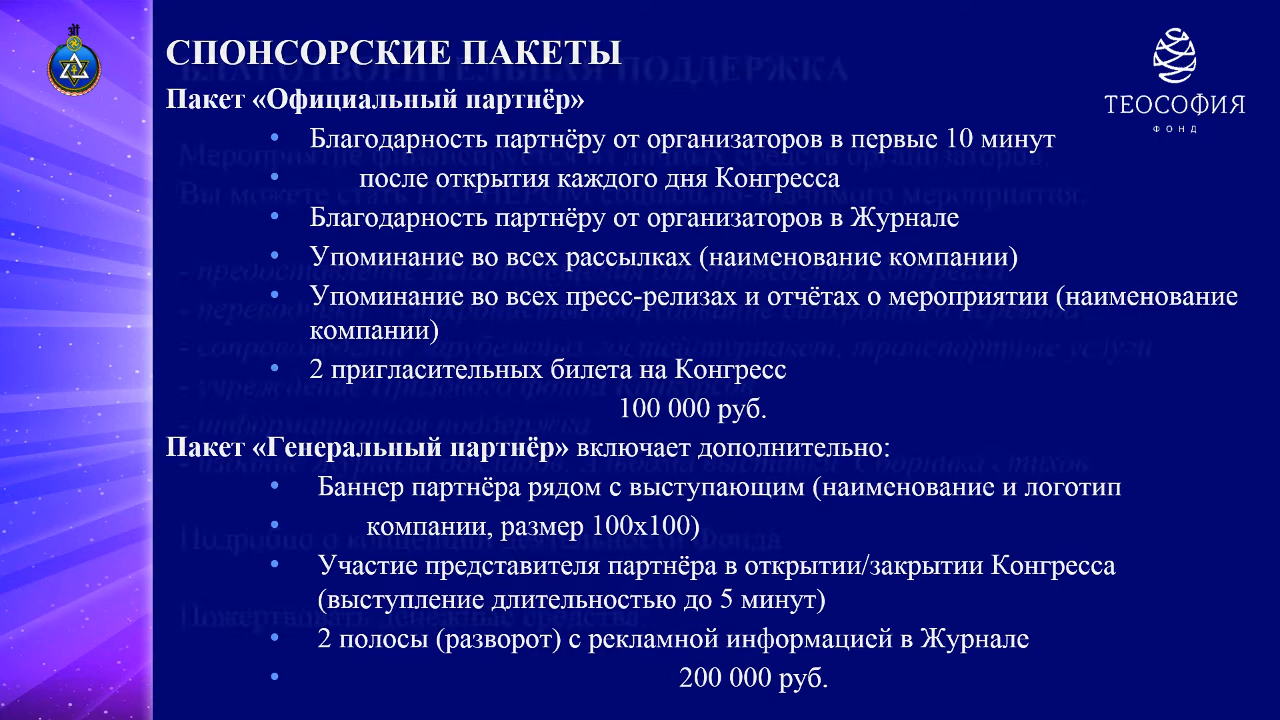 СПОНСОРСКИЕ ПАКЕТЫ
ТЕОСОФИЯ
ФОНД
Пакет «Официальный партнёр»
• Благодарность партнёру от организаторов в первые 10 минут
• после открытия каждого дня Конгресса
• Благодарность партнёру от организаторов в Журнале
• Упоминание во всех рассылках (наименование компании)
• Упоминание во всех пресс-релизах и отчётах о мероприятии (наименование
компании)
• 2 пригласительных билета на Конгресс
100 000 руб.
Пакет «Генеральный партнёр» включает дополнительно:
• Баннер партнёра рядом с выступающим (наименование и логотип
• компании, размер 100х100)
• Участие представителя партнёра в открытии/закрытии Конгресса
(выступление длительностью до 5 минут)
• 2 полосы (разворот) с рекламной информацией в Журнале
• 200 000 руб.